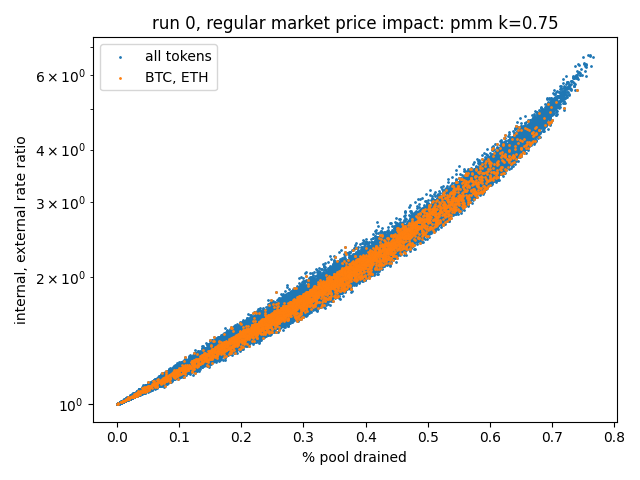 run 0, regular market price impact: pmm k=0.75
all tokens
BTC, ETH
6 × 10⁰
4 × 10⁰
3 × 10⁰
2 × 10⁰
10⁰
internal, external rate ratio
0.0 0.1 0.2 0.3 0.4 0.5 0.6 0.7 0.8
% pool drained